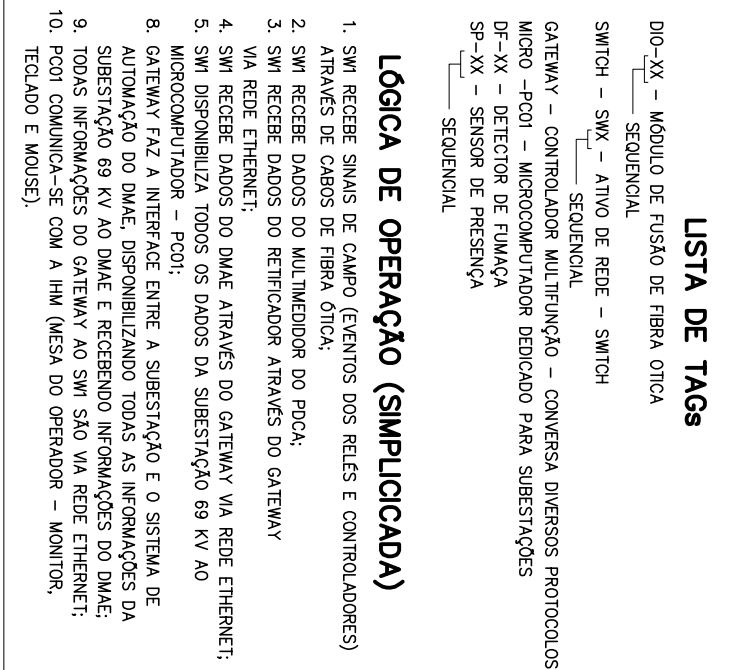 LISTA DE TAGs
DIO-XX - MÓDULO DE FUSÃO DE FIBRA OTICA
SEQUENCIAL
SWITCH - SWX - ATIVO DE REDE - SWITCH
SEQUENCIAL
GATEWAY - CONTROLADOR MULTIFUNÇÃO - CONVERSA DIVERSOS PROTOCOLOS
MICRO -PC01 - MICROCOMPUTADOR DEDICADO PARA SUBESTAÇÕES
DF-XX - DETECTOR DE FUMAÇA
SP-XX - SENSOR DE PRESENÇA
SEQUENCIAL
LÓGICA DE OPERAÇÃO (SIMPLICICADA)
1. SW1 RECEBE SINAIS DE CAMPO (EVENTOS DOS RELÉS E CONTROLADORES)
ATRAVÉS DE CABOS DE FIBRA ÓTICA;
2. SW1 RECEBE DADOS DO MULTIMEDIDOR DO PDCA;
3. SW1 RECEBE DADOS DO RETIFICADOR ATRAVÉS DO GATEWAY
VIA REDE ETHERNET;
4. SW1 RECEBE DADOS DO DMAE ATRAVÉS DO GATEWAY VIA REDE ETHERNET;
5. SW1 DISPONIBILIZA TODOS OS DADOS DA SUBESTAÇÃO 69 KV AO
MICROCOMPUTADOR - PC01;
8. GATEWAY FAZ A INTERFACE ENTRE A SUBESTAÇÃO E O SISTEMA DE
AUTOMAÇÃO DO DMAE, DISPONIBILIZANDO TODAS AS INFORMAÇÕES DA
SUBESTAÇÃO 69 KV AO DMAE E RECEBENDO INFORMAÇÕES DO DMAE;
9. TODAS INFORMAÇÕES DO GATEWAY AO SW1 SÃO VIA REDE ETHERNET;
10. PC01 COMUNICA-SE COM A IHM (MESA DO OPERADOR - MONITOR,
TECLADO E MOUSE).